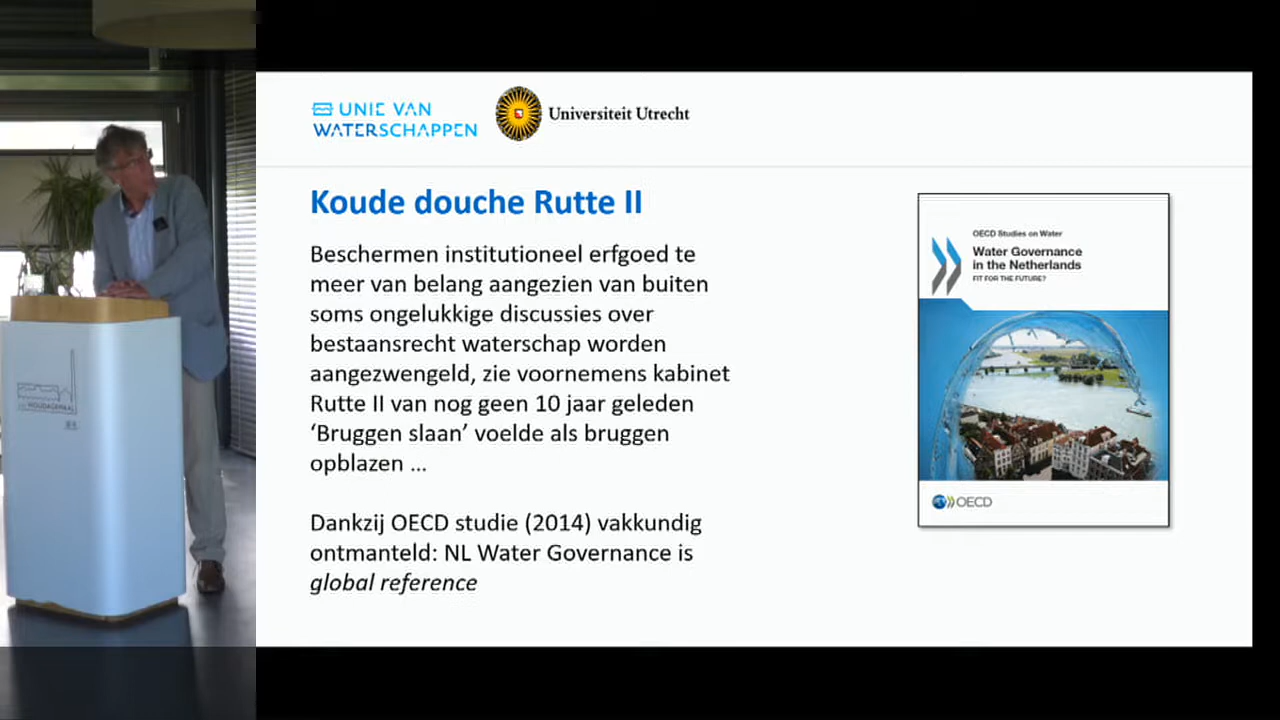 UNIE VAN
WATERSCHAPPEN
Universiteit Utrecht
Koude douche Rutte II
Beschermen institutioneel erfgoed te
meer van belang aangezien van buiten
soms ongelukkige discussies over
bestaansrecht waterschap worden
aangezwengeld, zie voornemens kabinet
Rutte II van nog geen 10 jaar geleden
‘Bruggen slaan’ voelde als bruggen
opblazen ...
Dankzij OECD studie (2014) vakkundig
ontmanteld: NL Water Governance is
global reference
OECD Studies on Water
Water Governance
in the Netherlands
FIT FOR THE FUTURE?
OECD